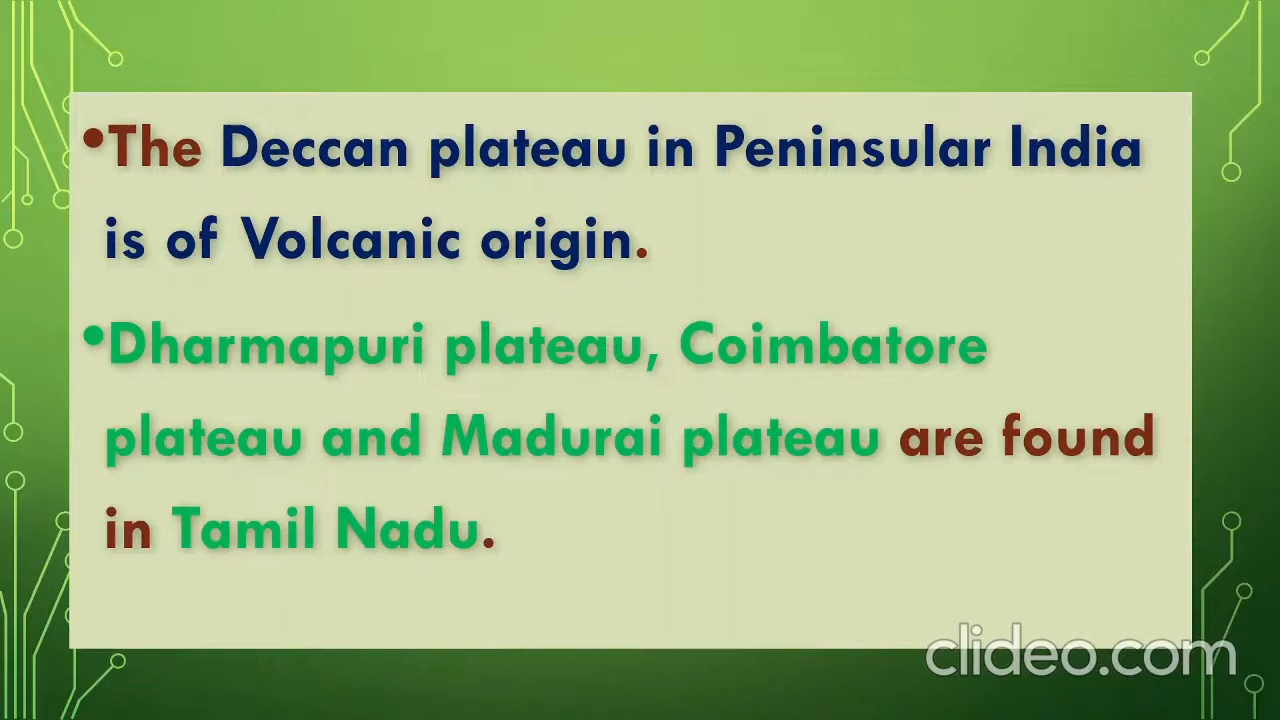 •The Deccan plateau in Peninsular India
is of Volcanic origin.
•Dharmapuri plateau, Coimbatore
plateau and Madurai plateau are found
in Tamil Nadu.
clideo.com